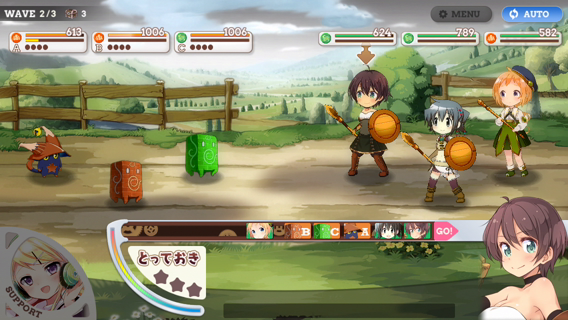 WAVE 2/3 3
MENU
AUTO
613
1006
1006
624
789
582
A
B
C
B C A GO!
とっておき
SUPPORT